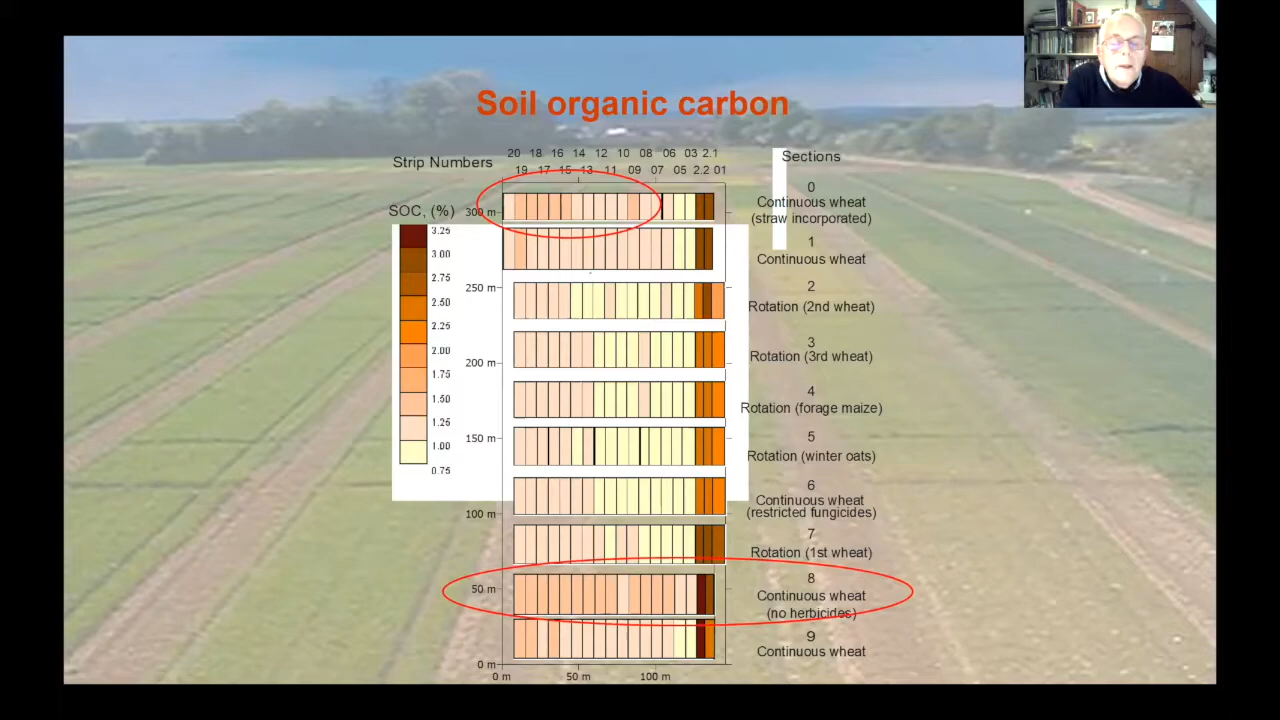 Soil organic carbon
Strip Numbers
20 18 16 14 12 10 08 06 03 2.1
19 17 15 13 07 11 09 07 05 2.2 01
Sections
SOC, (%)
3.25
3.00
2.75
2.50
2.25
2.00
1.75
1.50
1.25
1.00
0.75
300 m
250 m
200 m
150 m
100 m
50 m
0 m
0 m 50 m 100 m
0
Continuous wheat
(straw incorporated)
1
Continuous wheat
2
Rotation (2nd wheat)
3
Rotation (3rd wheat)
4
Rotation (forage maize)
5
Rotation (winter oats)
6
Continuous wheat
(restricted fungicides)
7
Rotation (1st wheat)
8
Continuous wheat
(no herbicides)
9
Continuous wheat